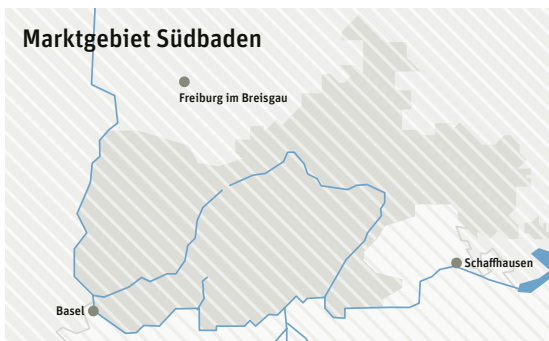 Marktgebiet Südbaden
Freiburg im Breisgau
Schaffhausen
Basel